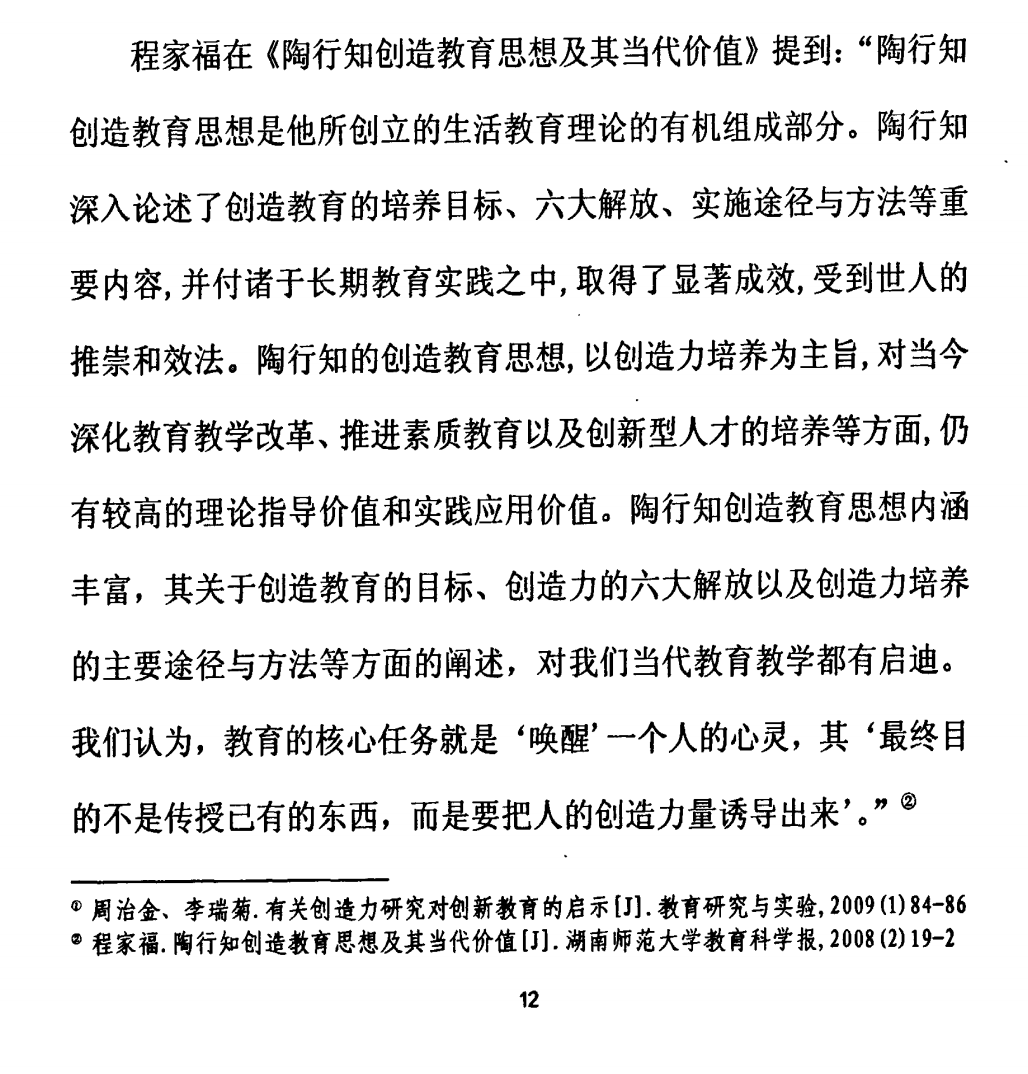 程家福在《陶行知创造教育思想及其当代价值》提到：“陶行知
创造教育思想是他所创立的生活教育理论的有机组成部分。陶行知
深入论述了创造教育的培养目标、六大解放、实施途径与方法等重
要内容,并付诸于长期教育实践之中,取得了显著成效,受到世人的
推崇和效法。陶行知的创造教育思想,以创造力培养为主旨,对当今
深化教育教学改革、推进素质教育以及创新型人才的培养等方面,仍
有较高的理论指导价值和实践应用价值。陶行知创造教育思想内涵
丰富，其关于创造教育的目标、创造力的六大解放以及创造力培养
的主要途径与方法等方面的阐述，对我们当代教育教学都有启迪。
我们认为，教育的核心任务就是‘唤醒’一个人的心灵，其‘最终目
的不是传授已有的东西，而是要把人的创造力量诱导出来’。”②
① 周治金、李瑞菊.有关创造力研究对创新教育的启示[J].教育研究与实验,2009(1)84-86
② 程家福.陶行知创造教育思想及其当代价值[J].湖南师范大学教育科学报,2008(2)19-2
12